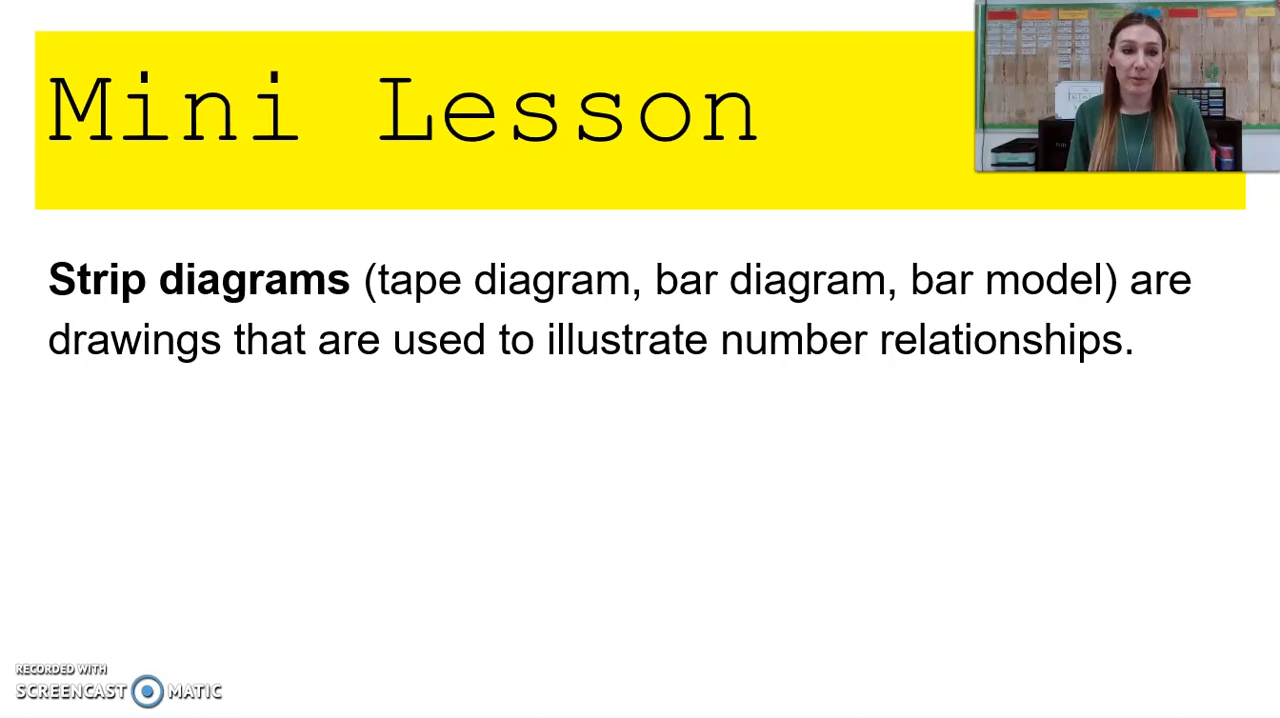 Mini Lesson
Strip diagrams (tape diagram, bar diagram, bar model) are
drawings that are used to illustrate number relationships.
RECORDED WITH
SCREENCAST MATIC